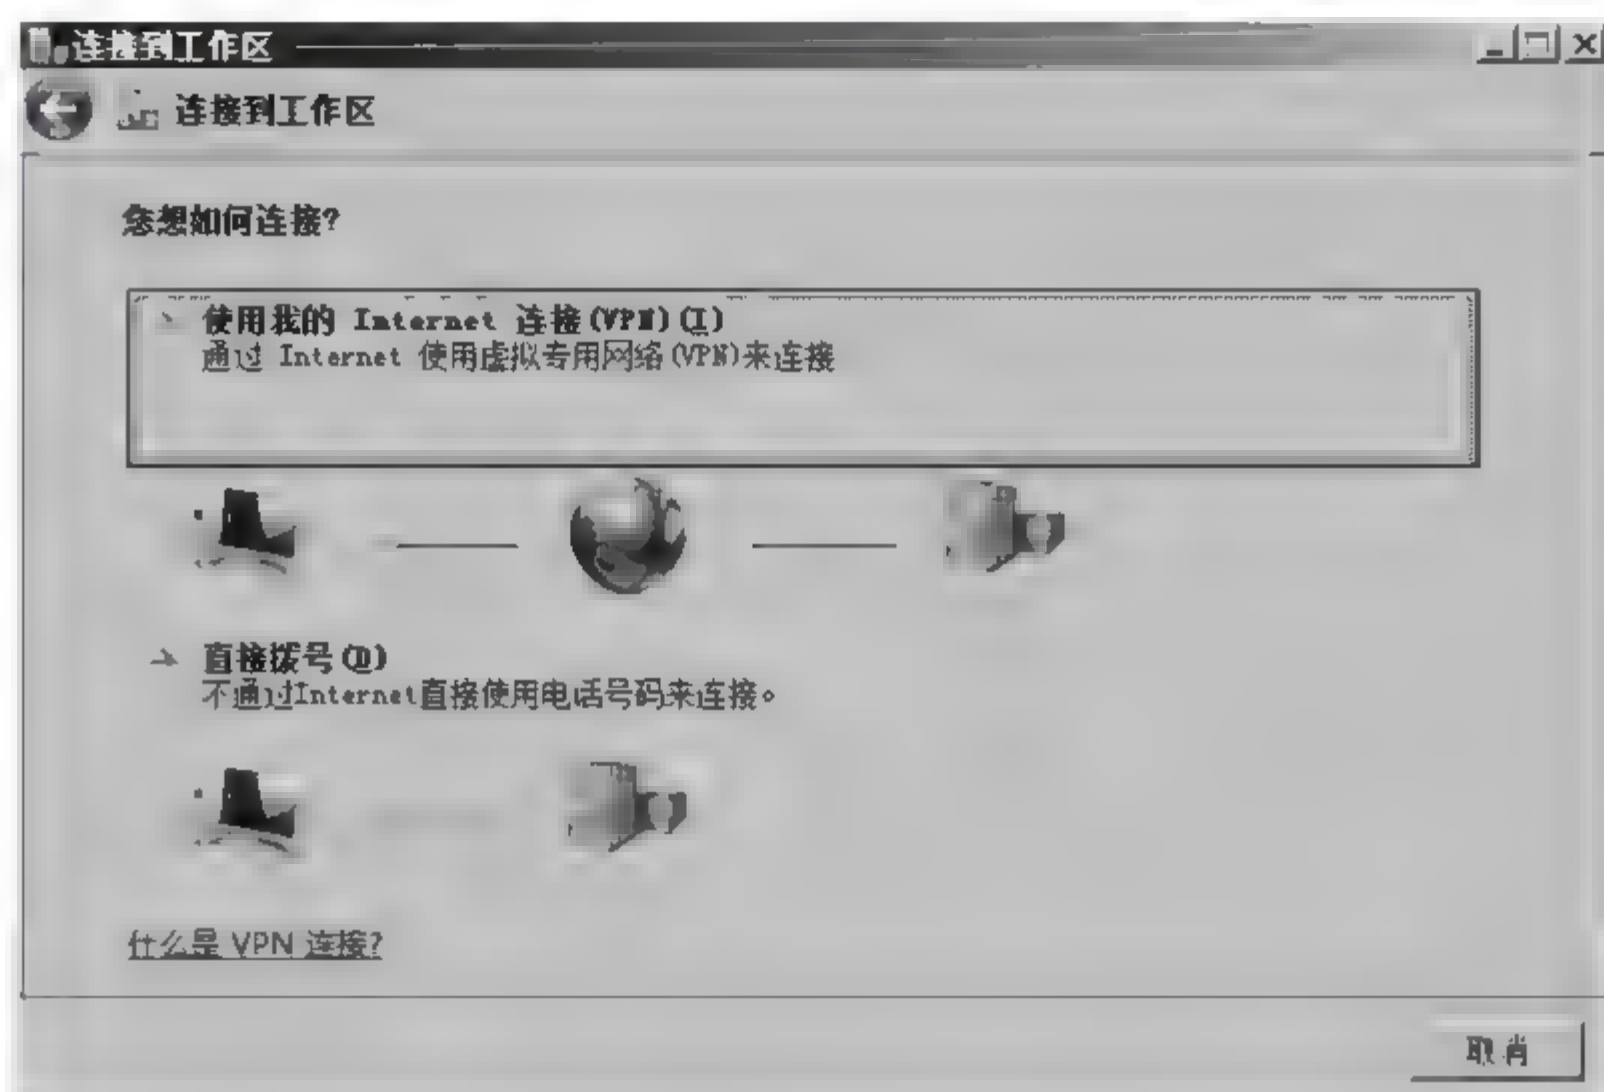 连接到工作区
连接到工作区
您想如何连接?
使用我的 Internet 连接(VPN)(I)
通过 Internet 使用虚拟专用网络(VPN)来连接
直接拨号(D)
不通过Internet直接使用电话号码来连接。
什么是 VPN 连接?
取消